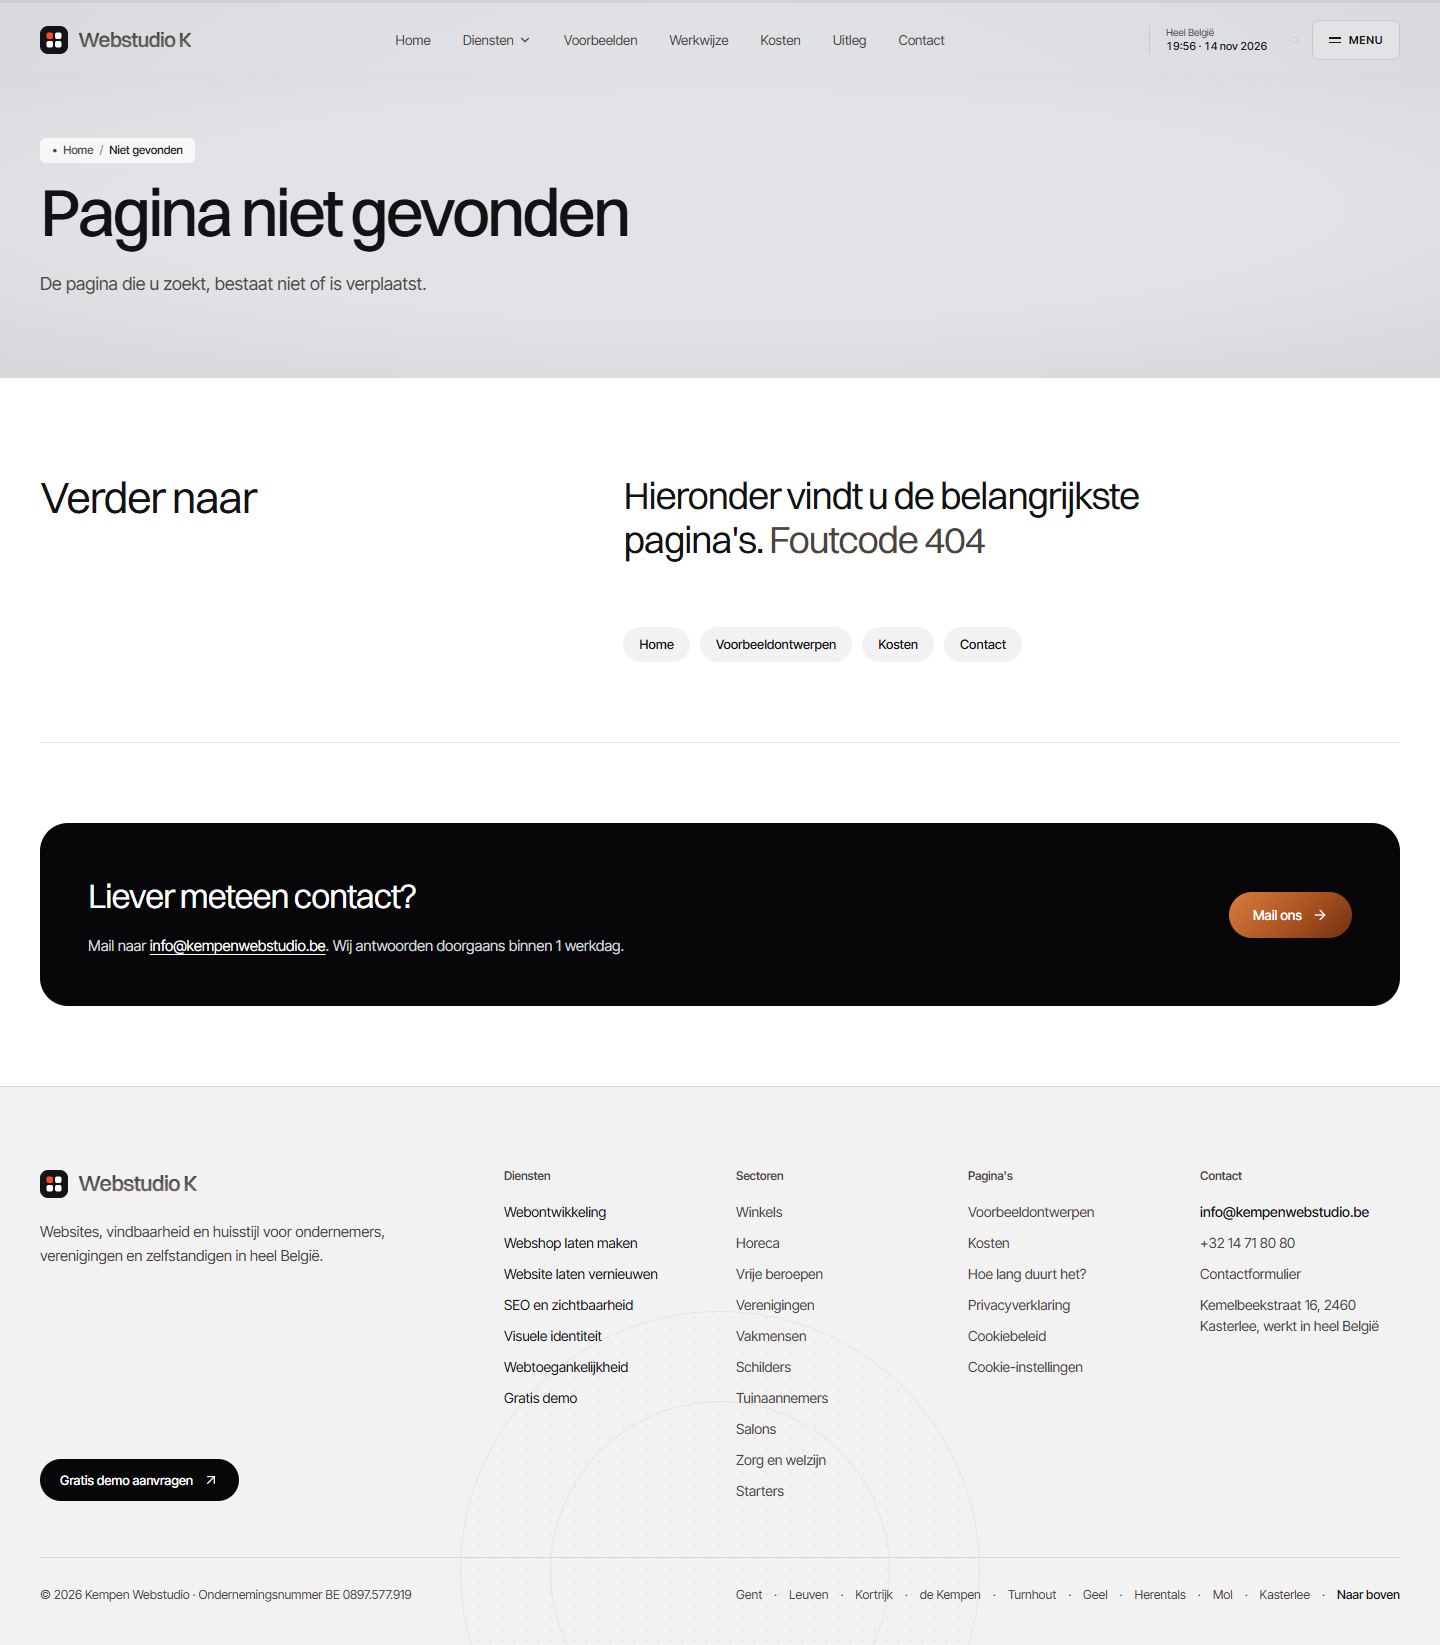 Webstudio K
Home Diensten Voorbeelden Werkwijze Kosten Uitleg Contact
Heel België
19:56 · 14 nov 2026
MENU
• Home / Niet gevonden
Pagina niet gevonden
De pagina die u zoekt, bestaat niet of is verplaatst.
Verder naar
Hieronder vindt u de belangrijkste
pagina's. Foutcode 404
Home Voorbeeldontwerpen Kosten Contact
Liever meteen contact?
Mail naar info@kempenwebstudio.be. Wij antwoorden doorgaans binnen 1 werkdag.
Mail ons
Webstudio K
Websites, vindbaarheid en huisstijl voor ondernemers,
verenigingen en zelfstandigen in heel België.
Gratis demo aanvragen
Diensten
Webontwikkeling
Webshop laten maken
Website laten vernieuwen
SEO en zichtbaarheid
Visuele identiteit
Webtoegankelijkheid
Gratis demo
Sectoren
Winkels
Horeca
Vrije beroepen
Verenigingen
Vakmensen
Schilders
Tuinaannemers
Salons
Zorg en welzijn
Starters
Pagina's
Voorbeeldontwerpen
Kosten
Hoe lang duurt het?
Privacyverklaring
Cookiebeleid
Cookie-instellingen
Contact
info@kempenwebstudio.be
+32 14 71 80 80
Contactformulier
Kemelbeekstraat 16, 2460
Kasterlee, werkt in heel België
© 2026 Kempen Webstudio · Ondernemingsnummer BE 0897.577.919
Gent · Leuven · Kortrijk · de Kempen · Turnhout · Geel · Herentals · Mol · Kasterlee · Naar boven